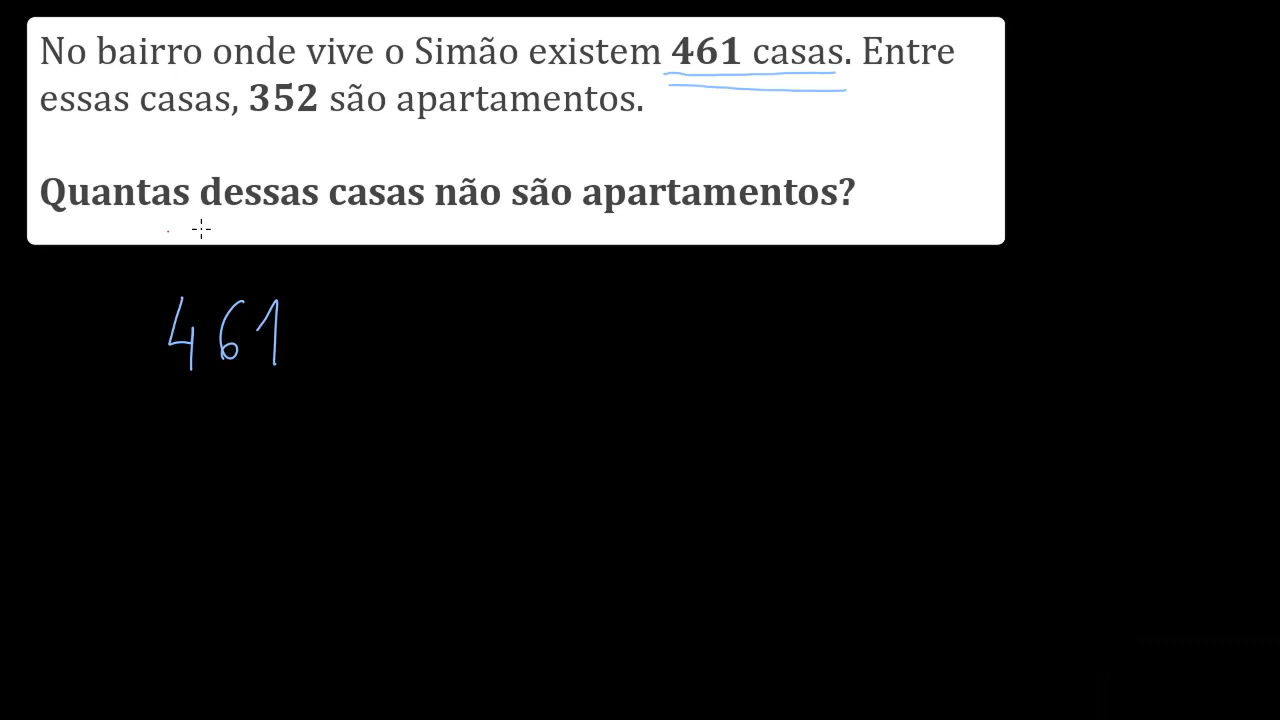 No bairro onde vive o Simão existem 461 casas. Entre
essas casas, 352 são apartamentos.
Quantas dessas casas não são apartamentos?
461